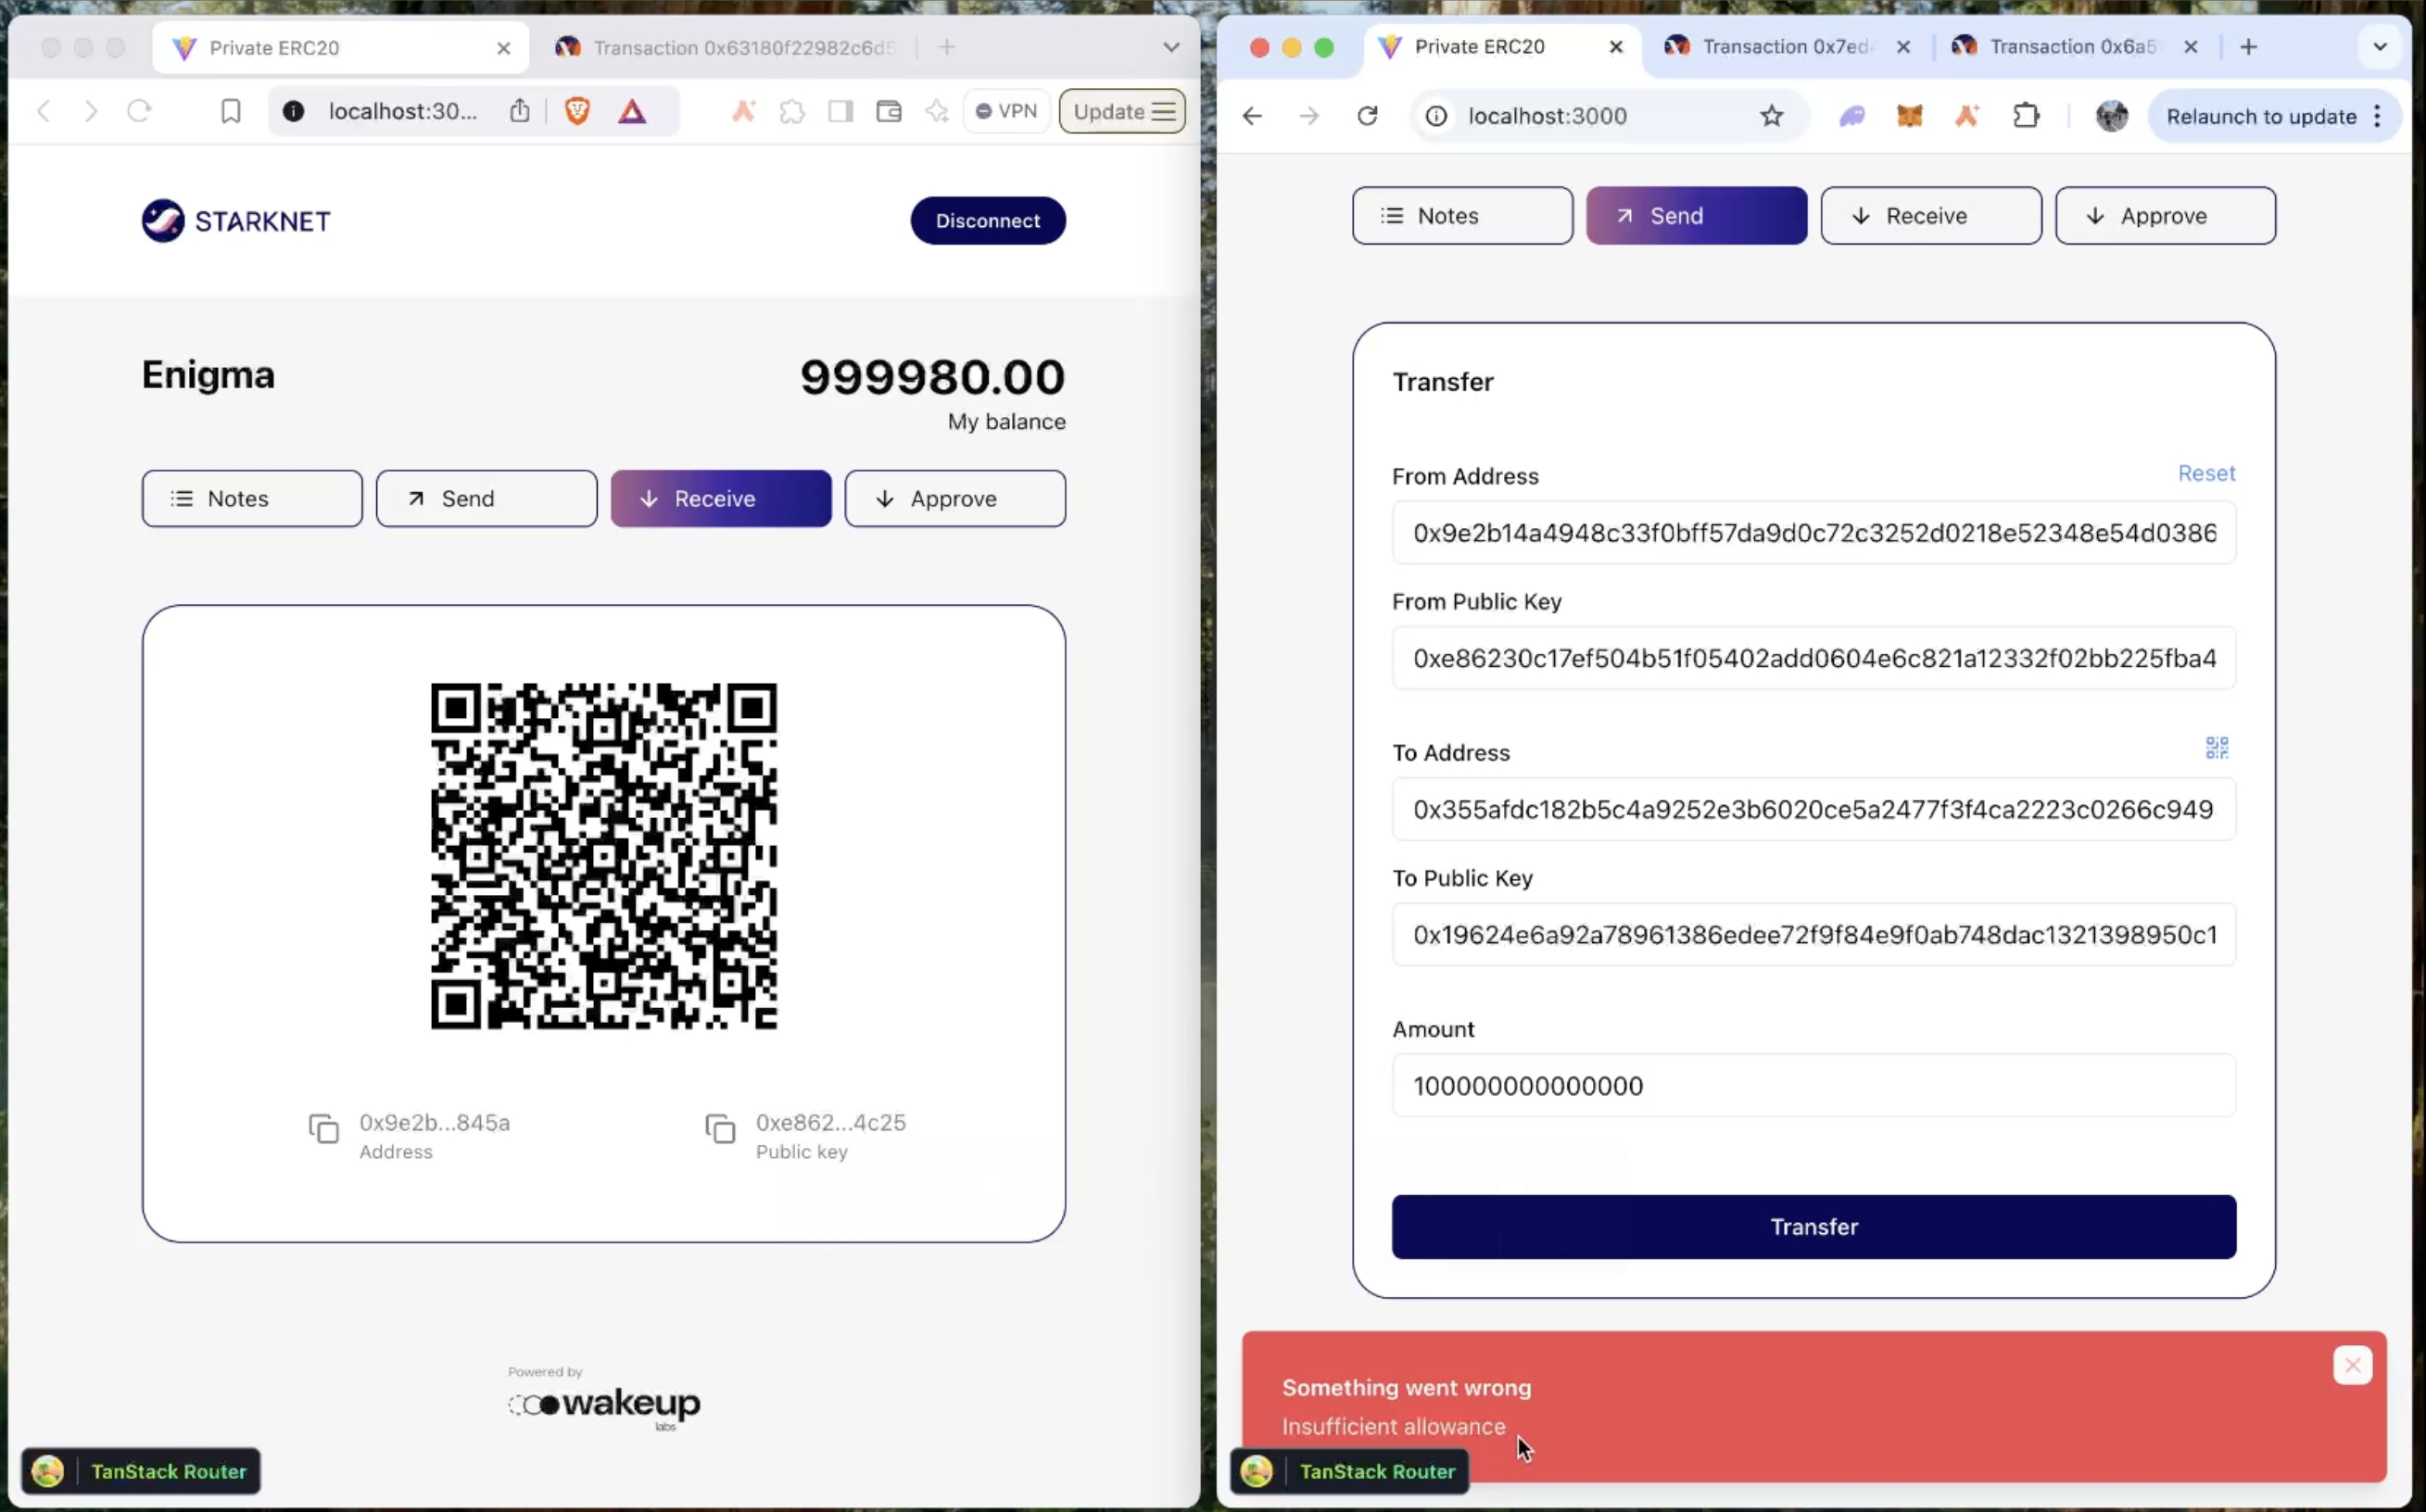 Private ERC20
Transaction 0x63180f22982c6d5
localhost:30...
VPN
Update
STARKNET
Disconnect
Enigma
999980.00
My balance
Notes
Send
Receive
Approve
0x9e2b...845a
Address
0xe862...4c25
Public key
Powered by
wakeup
labs
TanStack Router
Private ERC20
Transaction 0x7ed
Transaction 0x6a5
localhost:3000
Relaunch to update
Notes
Send
Receive
Approve
Transfer
From Address
Reset
0x9e2b14a4948c33f0bff57da9d0c72c3252d0218e52348e54d0386
From Public Key
0xe86230c17ef504b51f05402add0604e6c821a12332f02bb225fba4
To Address
0x355afdc182b5c4a9252e3b6020ce5a2477f3f4ca2223c0266c949
To Public Key
0x19624e6a92a78961386edee72f9f84e9f0ab748dac1321398950c1
Amount
100000000000000
Transfer
Something went wrong
Insufficient allowance
TanStack Router